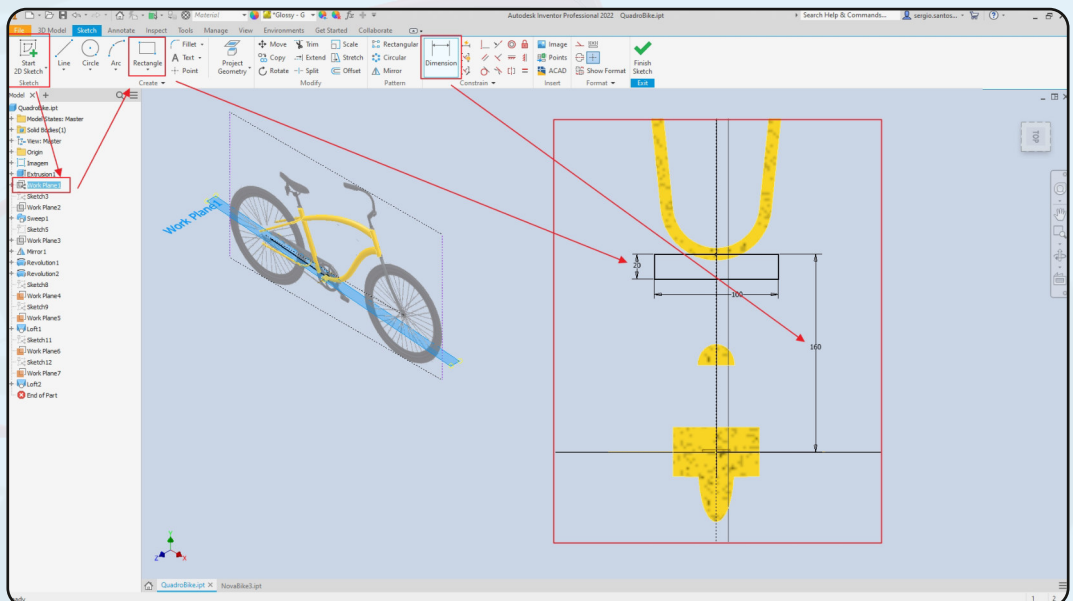 Material
*Glossy - G
Autodesk Inventor Professional 2022 QuadroBike.ipt
Search Help & Commands...
sergio.santos...
File 3D Model Sketch Annotate Inspect Tools Manage View Environments Get Started Collaborate
Start
2D Sketch
Line
Circle
Arc
Rectangle
Fillet
Text
Point
Project
Geometry
Move Trim Scale
Copy Extend Stretch
Rotate Split Offset
Rectangular
Circular
Mirror
Dimension
Image
Points
ACAD
Show Format
Finish
Sketch
Sketch Create Modify Pattern Constrain Insert Format Exit
Model
QuadroBike.ipt
Model States: Master
Solid Bodies(1)
View: Master
Origin
Imagem
Extrusion1
Work Plane1
Sketch3
Work Plane2
Sweep1
Sketch5
Work Plane3
Mirror1
Revolution1
Revolution2
Sketch8
Work Plane4
Sketch9
Work Plane5
Loft1
Sketch11
Work Plane6
Sketch12
Work Plane7
Loft2
End of Part
Work Plane1
TOP
20
100
160
Y
Z
X
QuadroBike.ipt NovaBike3.ipt
1 2